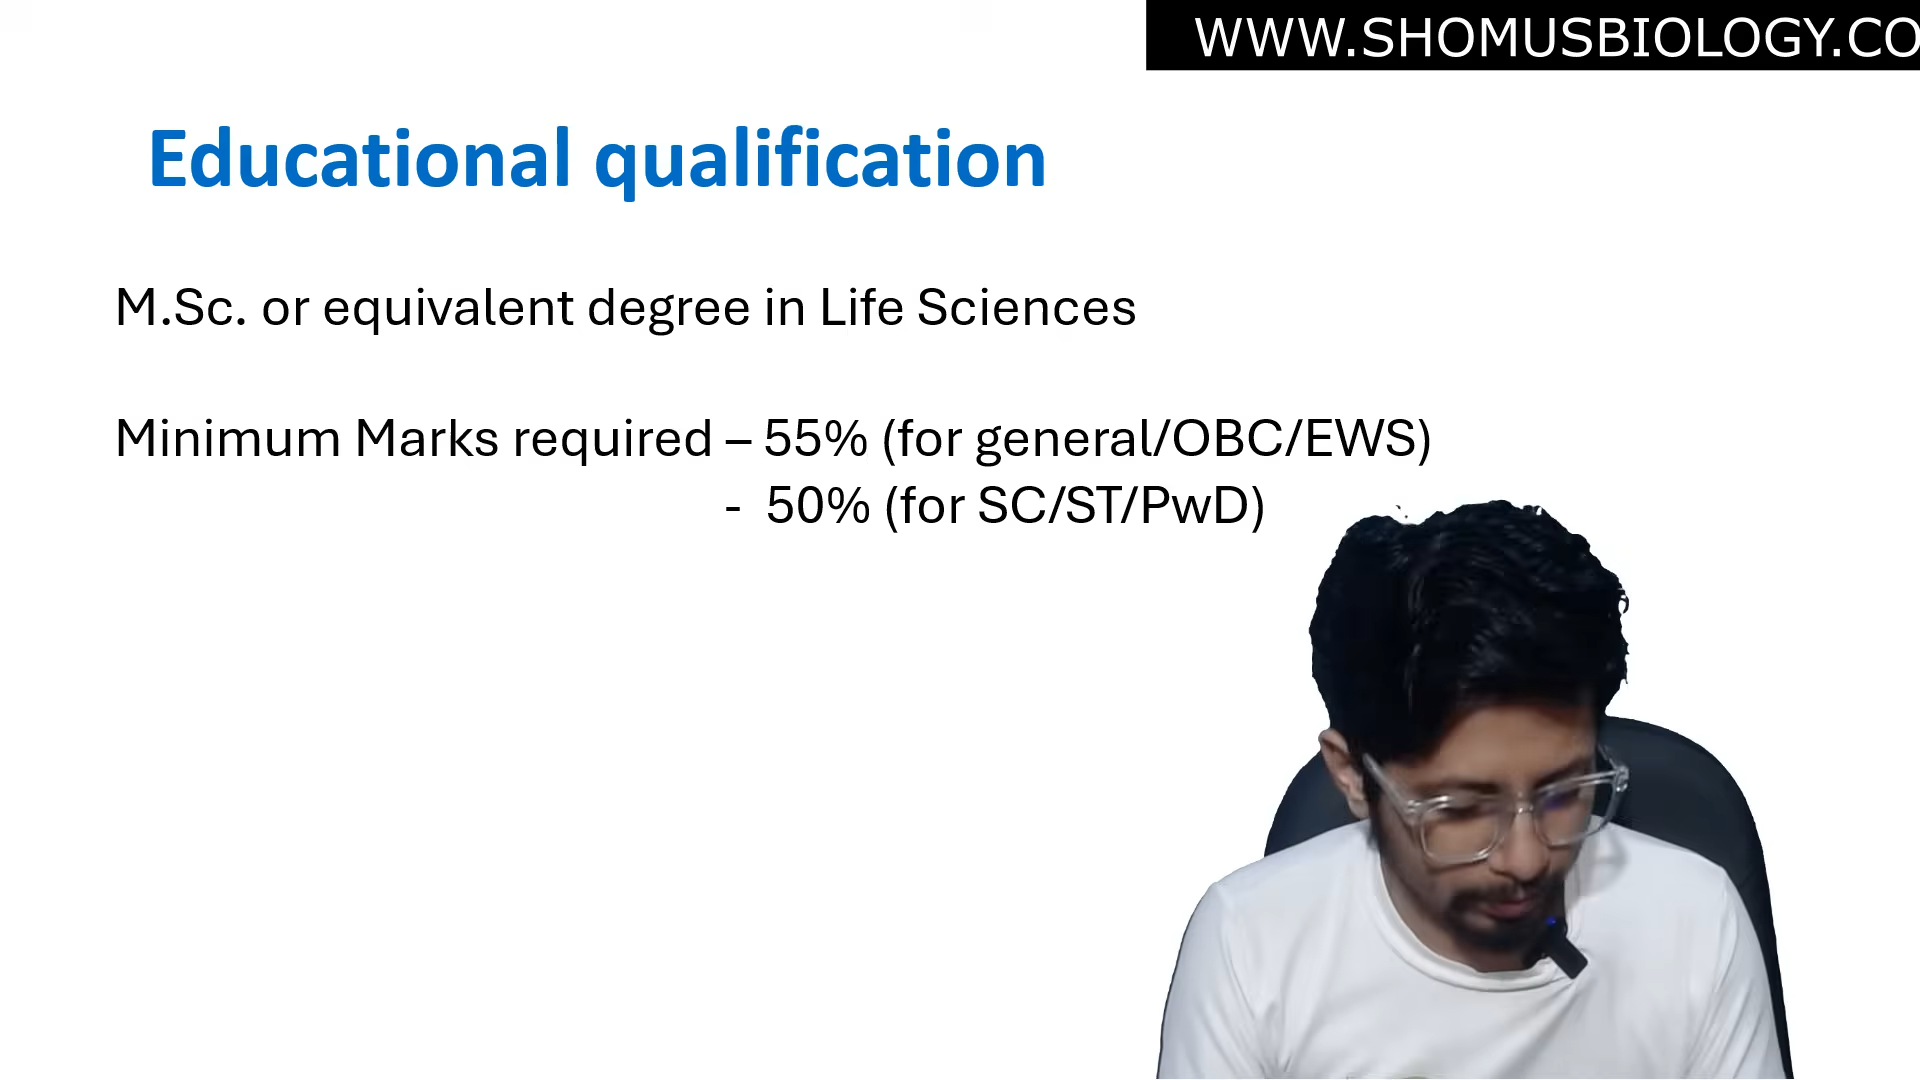 WWW.SHOMUSBIOLOGY.CO
Educational qualification
M.Sc. or equivalent degree in Life Sciences
Minimum Marks required – 55% (for general/OBC/EWS)
- 50% (for SC/ST/PwD)